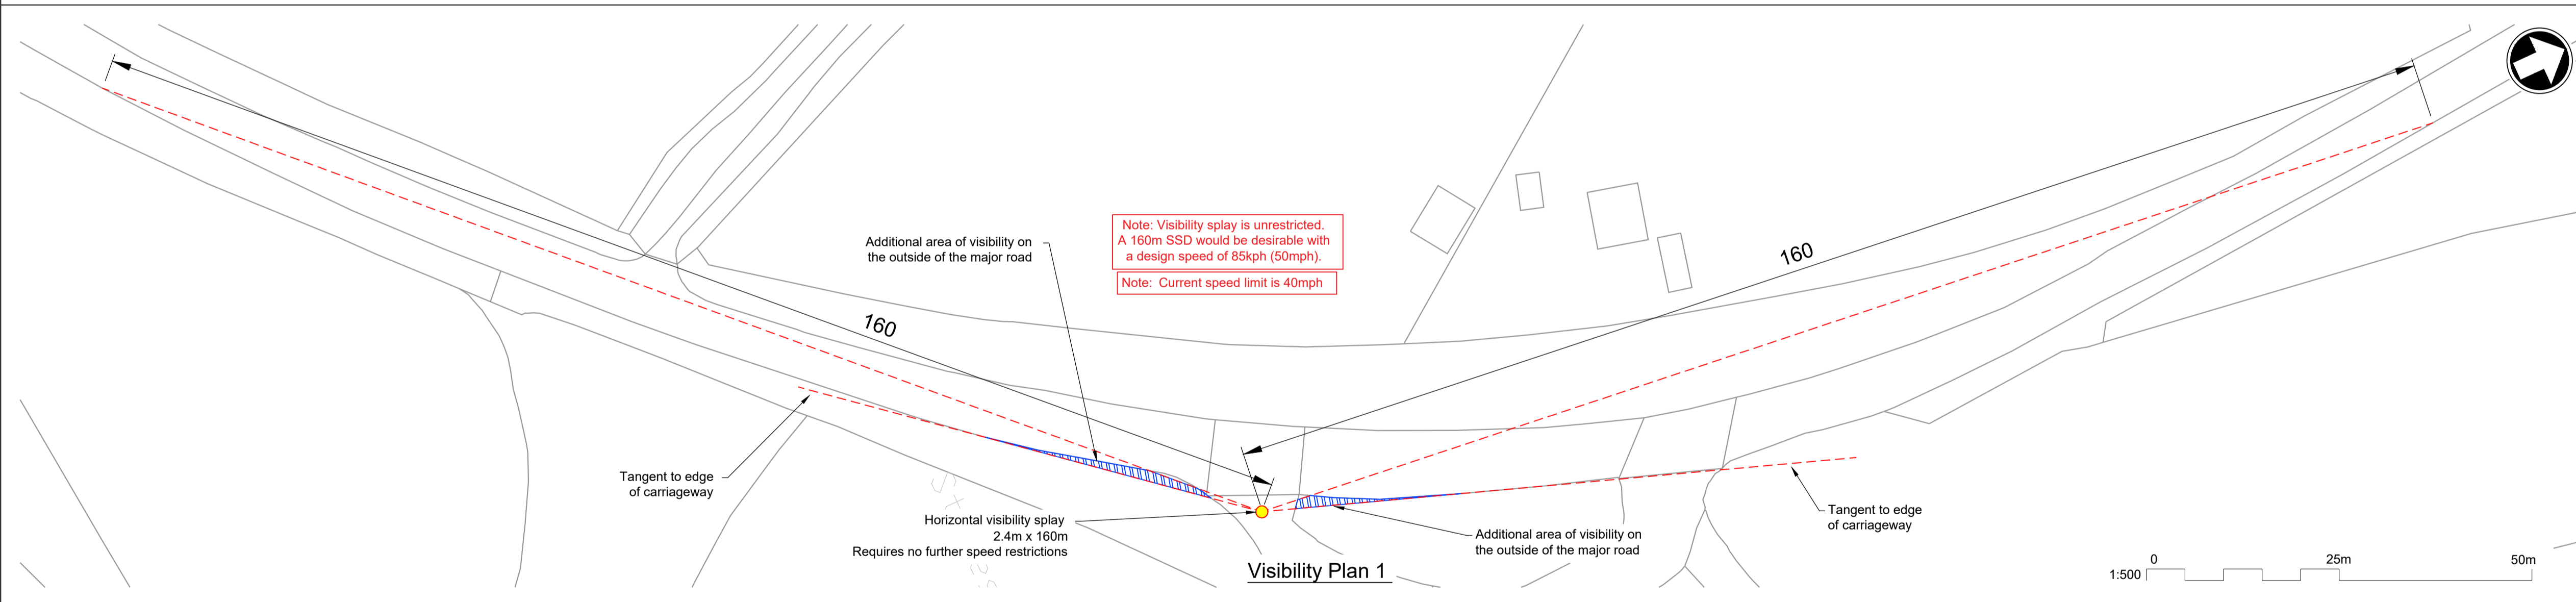 Additional area of visibility on
the outside of the major road
Note: Visibility splay is unrestricted.
A 160m SSD would be desirable with
a design speed of 85kph (50mph).
Note: Current speed limit is 40mph
160
160
Tangent to edge
of carriageway
Horizontal visibility splay
2.4m x 160m
Requires no further speed restrictions
Additional area of visibility on
the outside of the major road
Tangent to edge
of carriageway
Visibility Plan 1
0 25m 50m
1:500